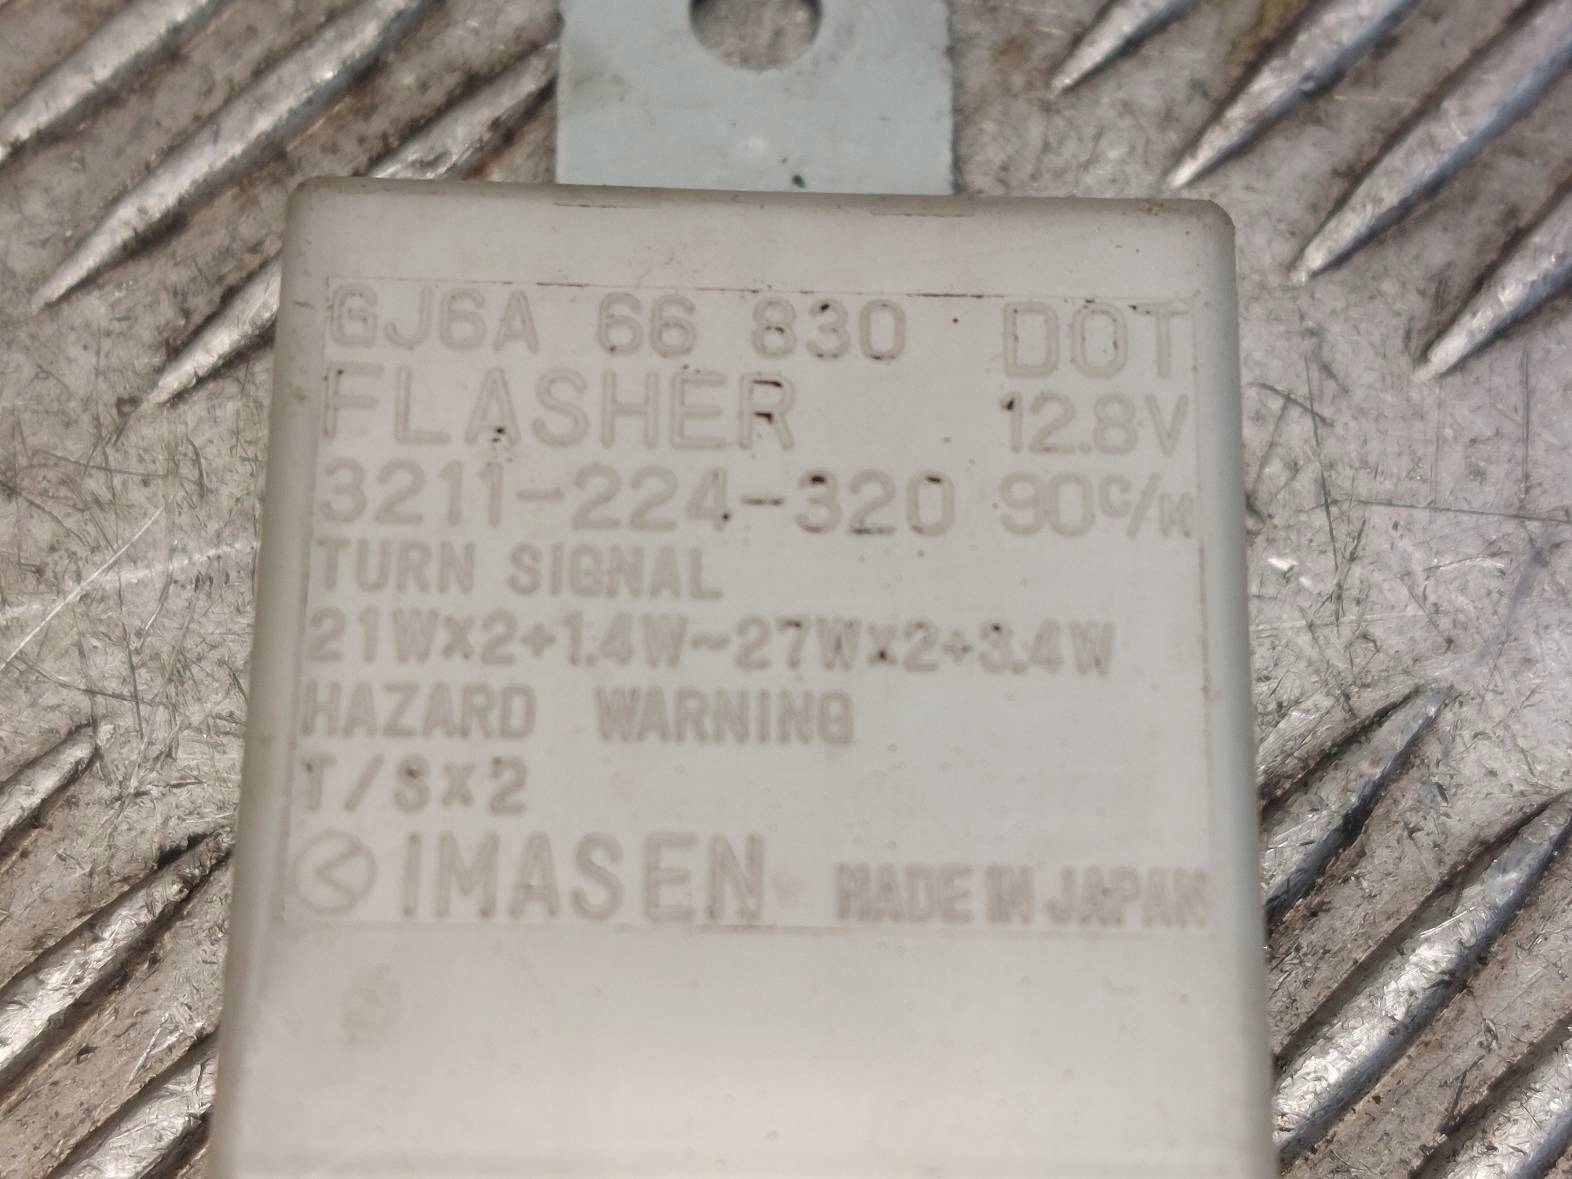 GJ6A 66 830 DOT
FLASHER 12.8V
3211-224-320 90C/M
TURN SIGNAL
21W×2+1.4W~27W×2+3.4W
HAZARD WARNING
T/S×2
IMASEN MADE IN JAPAN